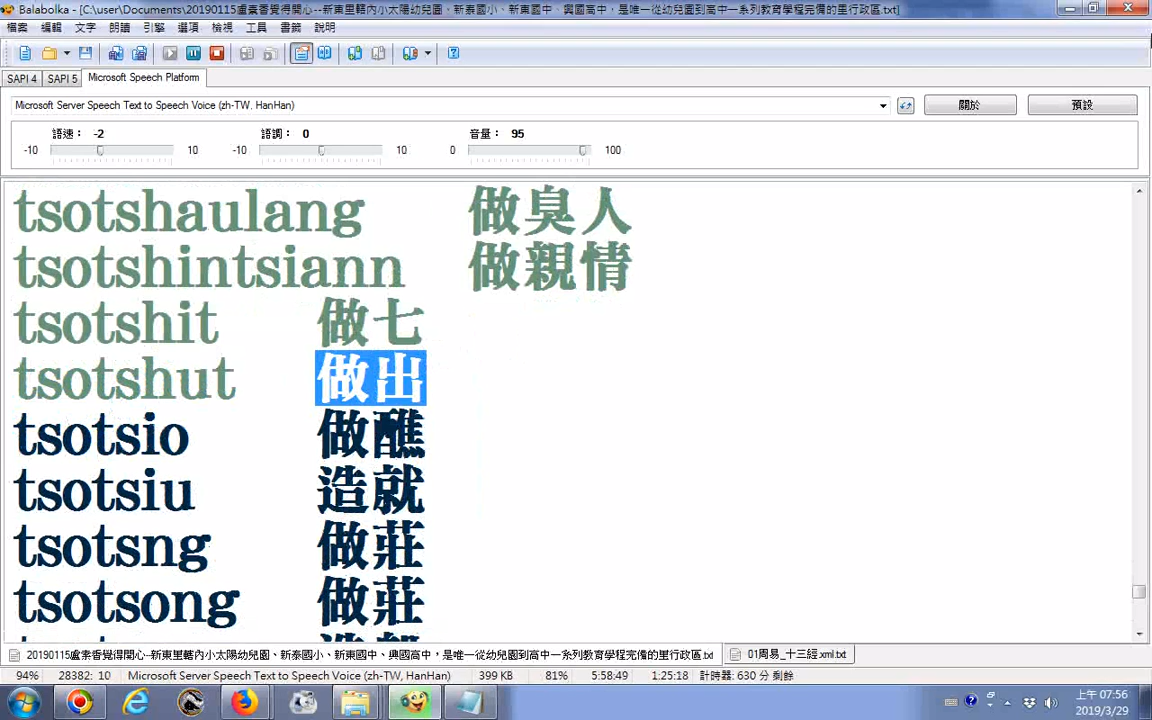 Balabolka - [C:\user\Documents\20190115盧素香覺得開心--新東里轄內小太陽幼兒園、新泰國小、新東國中、興國高中，是唯一從幼兒園到高中一系列教育學程完備的里行政區.txt]
檔案 編輯 文字 朗讀 引擎 選項 檢視 工具 書籤 說明
SAPI 4 SAPI 5 Microsoft Speech Platform
Microsoft Server Speech Text to Speech Voice (zh-TW, HanHan) 關於 預設
語速： -2 語調： 0 音量： 95
-10 10 -10 10 0 100
tsotshaulang 做臭人
tsotshintsiann 做親情
tsotshit 做七
tsotshut 做出
tsotsio 做醮
tsotsiu 造就
tsotsng 做莊
tsotsong 做莊
20190115盧素香覺得開心--新東里轄內小太陽幼兒園、新泰國小、新東國中、興國高中，是唯一從幼兒園到高中一系列教育學程完備的里行政區.txt 01周易_十三經.xml.txt
94% 28382: 10 Microsoft Server Speech Text to Speech Voice (zh-TW, HanHan) 399 KB 81% 5:58:49 1:25:18 計時器: 630 分 剩餘
上午 07:56
2019/3/29